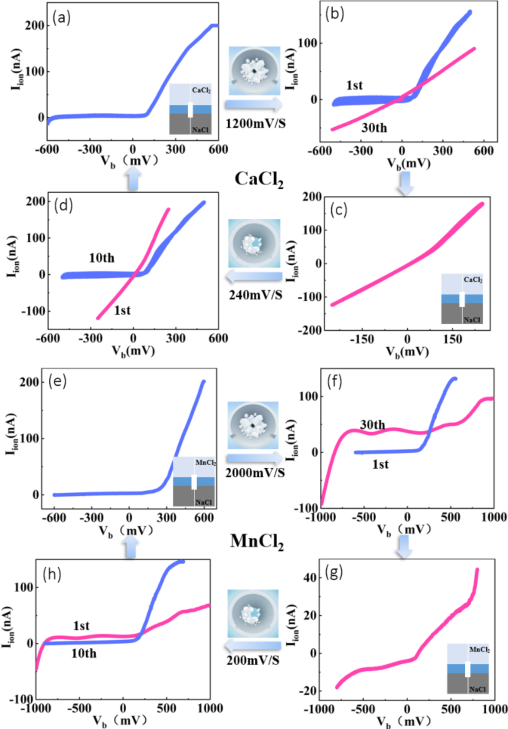 (a)
I_ion(nA)
200
100
0
CaCl₂
NaCl
-600
-300
0
300
600
V_b (mV)
1200mV/S
(b)
I_ion(nA)
150
100
50
0
-50
1st
30th
-600
-300
0
300
600
V_b(mV)
CaCl₂
(d)
I_ion(nA)
200
100
0
-100
10th
1st
-600
-300
0
300
600
V_b (mV)
240mV/S
(c)
I_ion(nA)
200
100
0
-100
-200
CaCl₂
NaCl
-150
0
150
V_b(mV)
(e)
I_ion(nA)
200
100
0
MnCl₂
NaCl
-600
-300
0
300
600
V_b (mV)
2000mV/S
(f)
I_ion(nA)
100
0
-100
30th
1st
-1000
-500
0
500
1000
V_b (mV)
MnCl₂
(h)
I_ion(nA)
100
0
-100
1st
10th
-1000
-500
0
500
1000
V_b (mV)
200mV/S
(g)
I_ion(nA)
40
20
0
-20
MnCl₂
NaCl
-1000
-500
0
500
1000
V_b (mV)